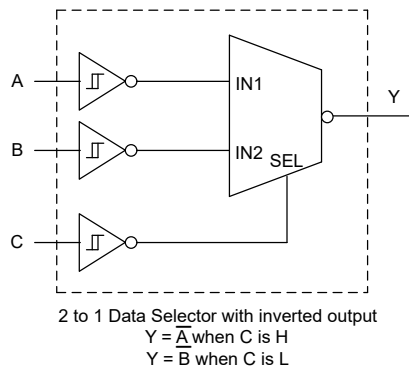 A
IN1
Y
B
IN2
SEL
C
2 to 1 Data Selector with inverted output
Y = A̅ when C is H
Y = B̅ when C is L